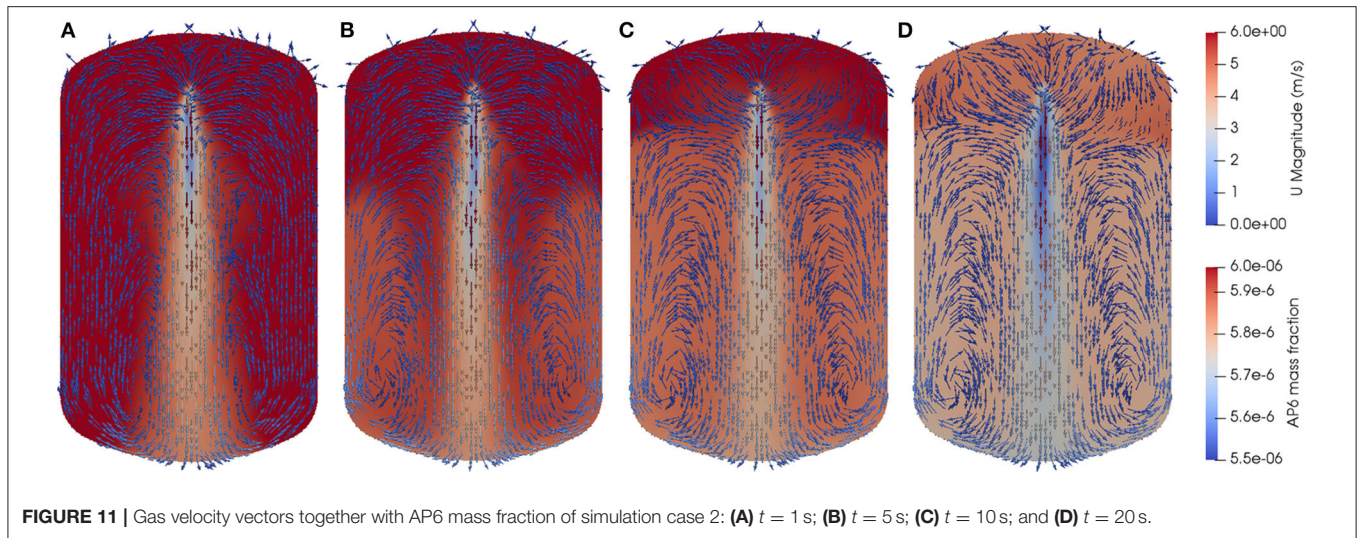 A
B
C
D
6.0e+00
5
4
3
2
1
0.0e+00
U Magnitude (m/s)
6.0e-06
5.9e-6
5.8e-6
5.7e-6
5.6e-6
5.5e-06
AP6 mass fraction
FIGURE 11 | Gas velocity vectors together with AP6 mass fraction of simulation case 2: (A) t = 1 s; (B) t = 5 s; (C) t = 10 s; and (D) t = 20 s.